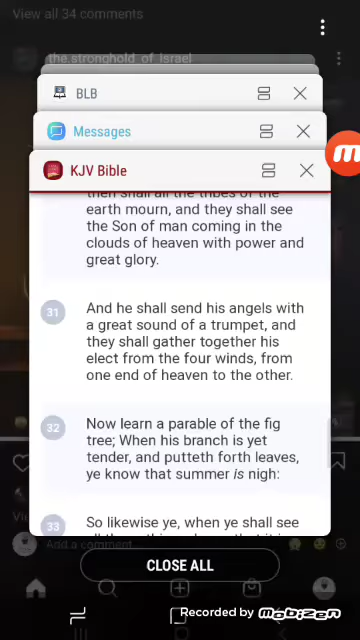 View all 34 comments
the.stronghold_of_Israel
BLB
Messages
KJV Bible
then shall all the tribes of the
earth mourn, and they shall see
the Son of man coming in the
clouds of heaven with power and
great glory.
31 And he shall send his angels with
a great sound of a trumpet, and
they shall gather together his
elect from the four winds, from
one end of heaven to the other.
32 Now learn a parable of the fig
tree; When his branch is yet
tender, and putteth forth leaves,
ye know that summer is nigh:
33 So likewise ye, when ye shall see
Add a comment
CLOSE ALL
Recorded by mobizen